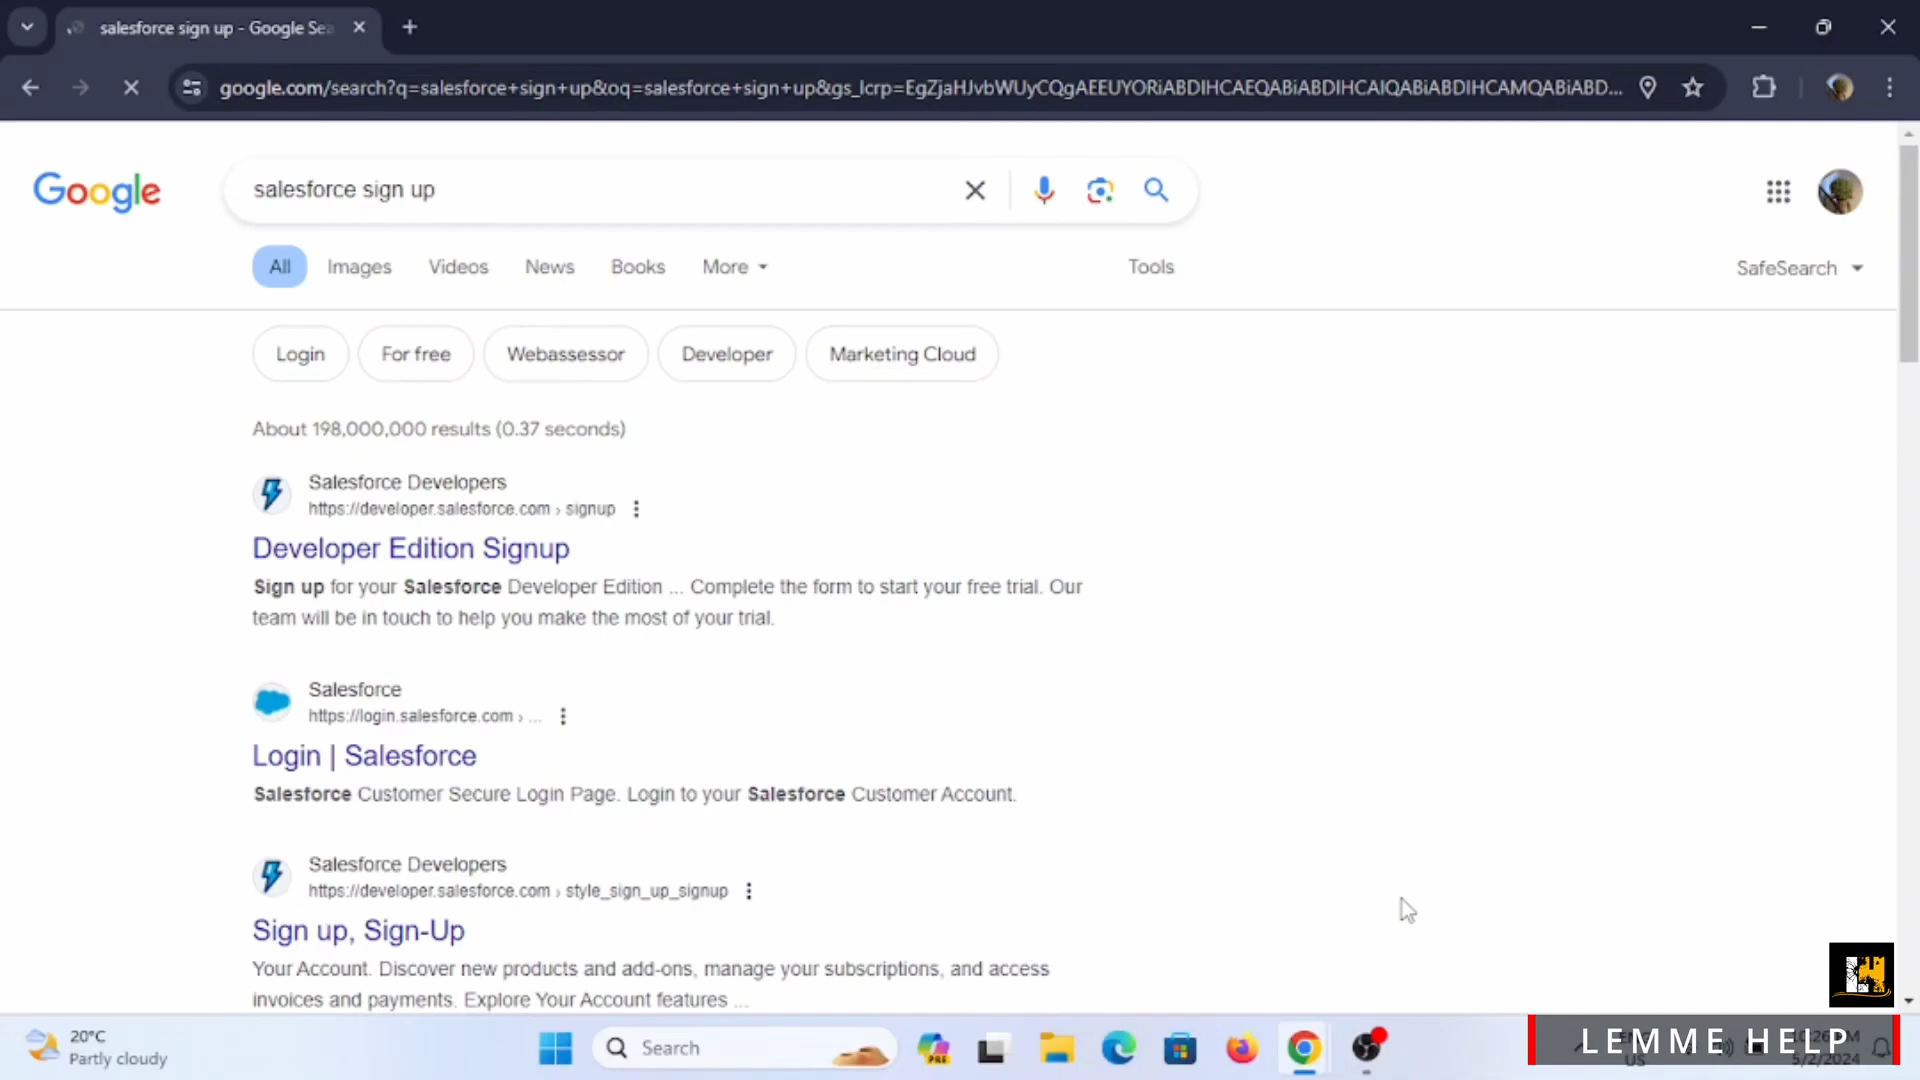 salesforce sign up - Google Sea
google.com/search?q=salesforce+sign+up&oq=salesforce+sign+up&gs_lcrp=EgZjaHJvbWUyCQgAEEUYORiABDIHCAEQABiABDIHCAIQABiABDIHCAMQABiABD...
Google
salesforce sign up
All Images Videos News Books More Tools SafeSearch
Login For free Webassessor Developer Marketing Cloud
About 198,000,000 results (0.37 seconds)
Salesforce Developers
https://developer.salesforce.com › signup
Developer Edition Signup
Sign up for your Salesforce Developer Edition ... Complete the form to start your free trial. Our
team will be in touch to help you make the most of your trial.
Salesforce
https://login.salesforce.com › ...
Login | Salesforce
Salesforce Customer Secure Login Page. Login to your Salesforce Customer Account.
Salesforce Developers
https://developer.salesforce.com › style_sign_up_signup
Sign up, Sign-Up
Your Account. Discover new products and add-ons, manage your subscriptions, and access
invoices and payments. Explore Your Account features ...
20°C
Partly cloudy
Search
PRE
LEMME HELP
US
5/2/2024